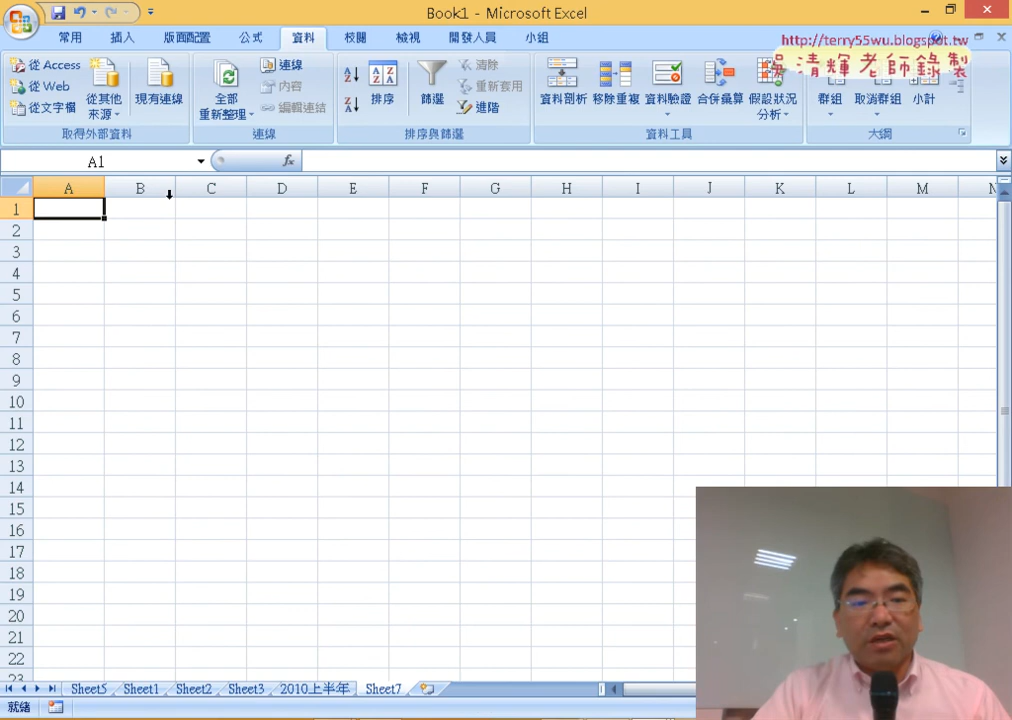 Book1 - Microsoft Excel
常用 插入 版面配置 公式 資料 校閱 檢視 開發人員 小組
http://terry55wu.blogspot.tw
吳清輝老師錄製
從 Access
從 Web
從文字檔
從其他
來源
現有連線
取得外部資料
全部
重新整理
連線
內容
編輯連結
連線
排序
篩選
清除
重新套用
進階
排序與篩選
資料剖析 移除重複 資料驗證 合併彙算 假設狀況
分析
資料工具
群組 取消群組 小計
大綱
A1
fx
A B C D E F G H I J K L M N
1
2
3
4
5
6
7
8
9
10
11
12
13
14
15
16
17
18
19
20
21
22
23
Sheet5 Sheet1 Sheet2 Sheet3 2010上半年 Sheet7
就緒